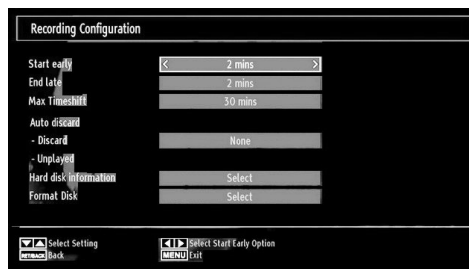 Recording Configuration
Start early < 2 mins >
End late 2 mins
Max Timeshift 30 mins
Auto discard
- Discard None
- Unplayed
Hard disk information Select
Format Disk Select
Select Setting Select Start Early Option
RET/BACK Back MENU Exit